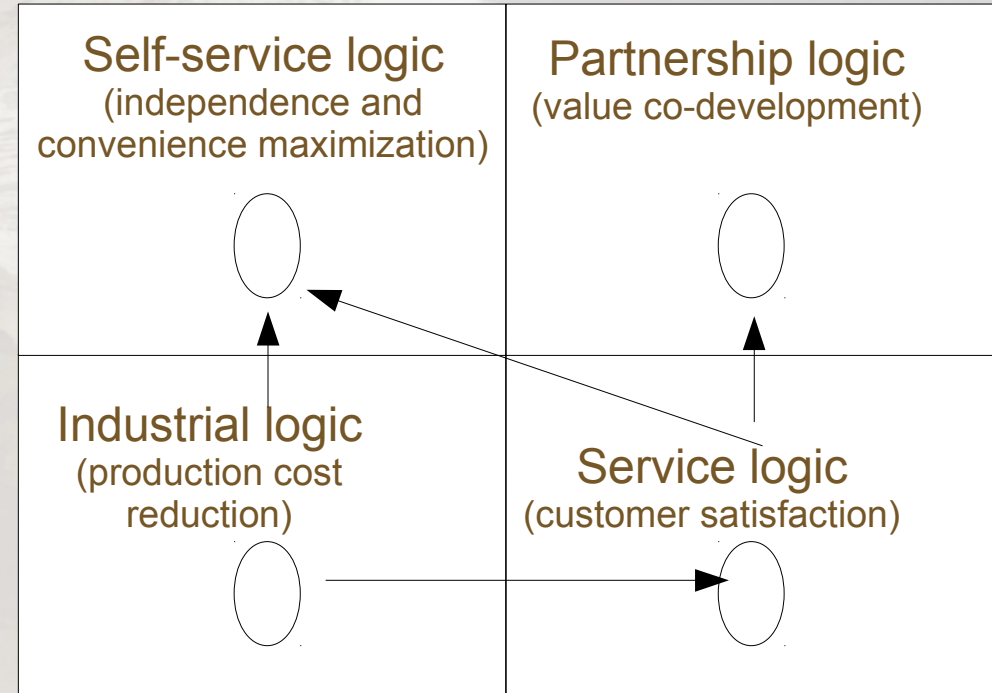 Self-service logic
(independence and
convenience maximization)
Partnership logic
(value co-development)
Industrial logic
(production cost
reduction)
Service logic
(customer satisfaction)